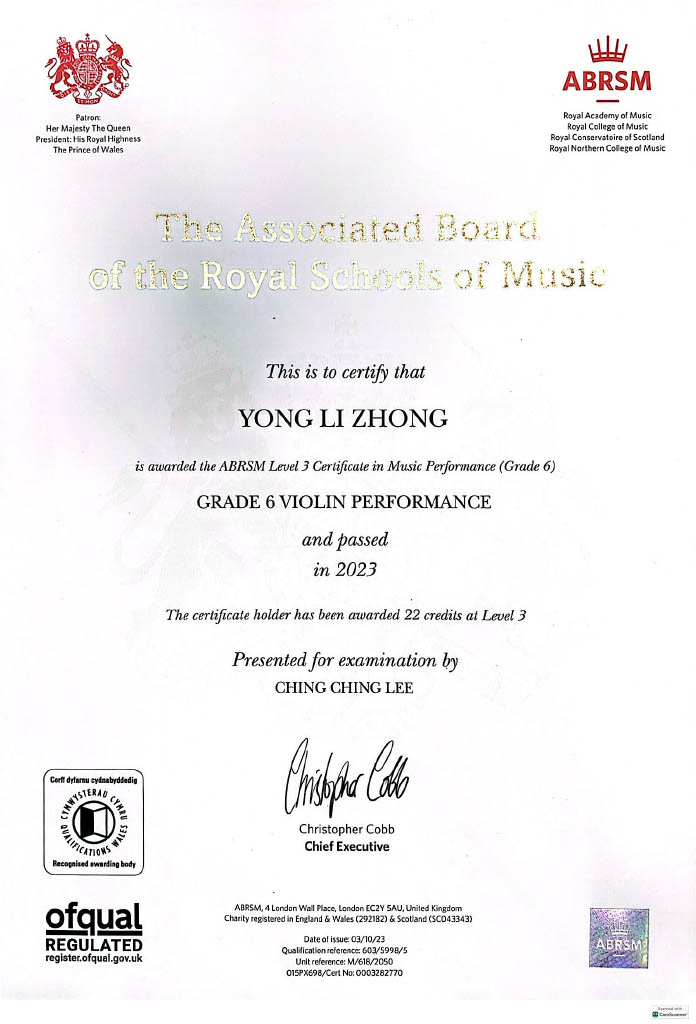 Patron:
Her Majesty The Queen
President: His Royal Highness
The Prince of Wales
ABRSM
Royal Academy of Music
Royal College of Music
Royal Conservatoire of Scotland
Royal Northern College of Music
The Associated Board
of the Royal Schools of Music
This is to certify that
YONG LI ZHONG
is awarded the ABRSM Level 3 Certificate in Music Performance (Grade 6)
GRADE 6 VIOLIN PERFORMANCE
and passed
in 2023
The certificate holder has been awarded 22 credits at Level 3
Presented for examination by
CHING CHING LEE
Christopher Cobb
Christopher Cobb
Chief Executive
Corff dyfarnu cydnabyddedig
CYMWYSTERAU CYMRU
QUALIFICATIONS WALES
Recognised awarding body
ofqual
REGULATED
register.ofqual.gov.uk
ABRSM, 4 London Wall Place, London EC2Y 5AU, United Kingdom
Charity registered in England & Wales (292182) & Scotland (SC043343)
Date of issue: 03/10/23
Qualification reference: 603/5998/5
Unit reference: M/618/2050
015PX698/Cert No: 0003282770
ABRSM
Scanned with
CamScanner